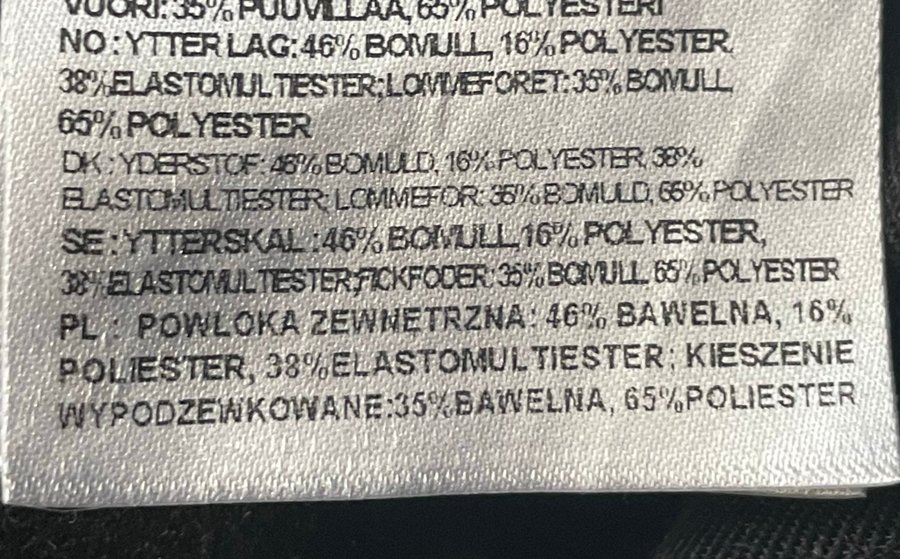 VUORI: 35% PUUVILLAA, 65% POLYESTERI
NO : YTTER LAG: 46% BOMULL, 16% POLYESTER.
38%ELASTOMULTIESTER;LOMMEFORET: 35% BOMULL
65% POLYESTER
DK : YDERSTOF: 46% BOMULD, 16% POLYESTER, 38%
ELASTOMULTIESTER; LOMMEFOR: 35% BOMULD, 65% POLYESTER
SE : YTTERSKAL : 46% BOMULL,16% POLYESTER,
38%ELASTOMULTIESTER;FICKFODER: 35% BOMULL 65% POLYESTER
PL : POWLOKA ZEWNETRZNA: 46% BAWELNA, 16%
POLIESTER, 38%ELASTOMULTIESTER; KIESZENIE
WYPODZEWKOWANE:35%BAWELNA, 65%POLIESTER